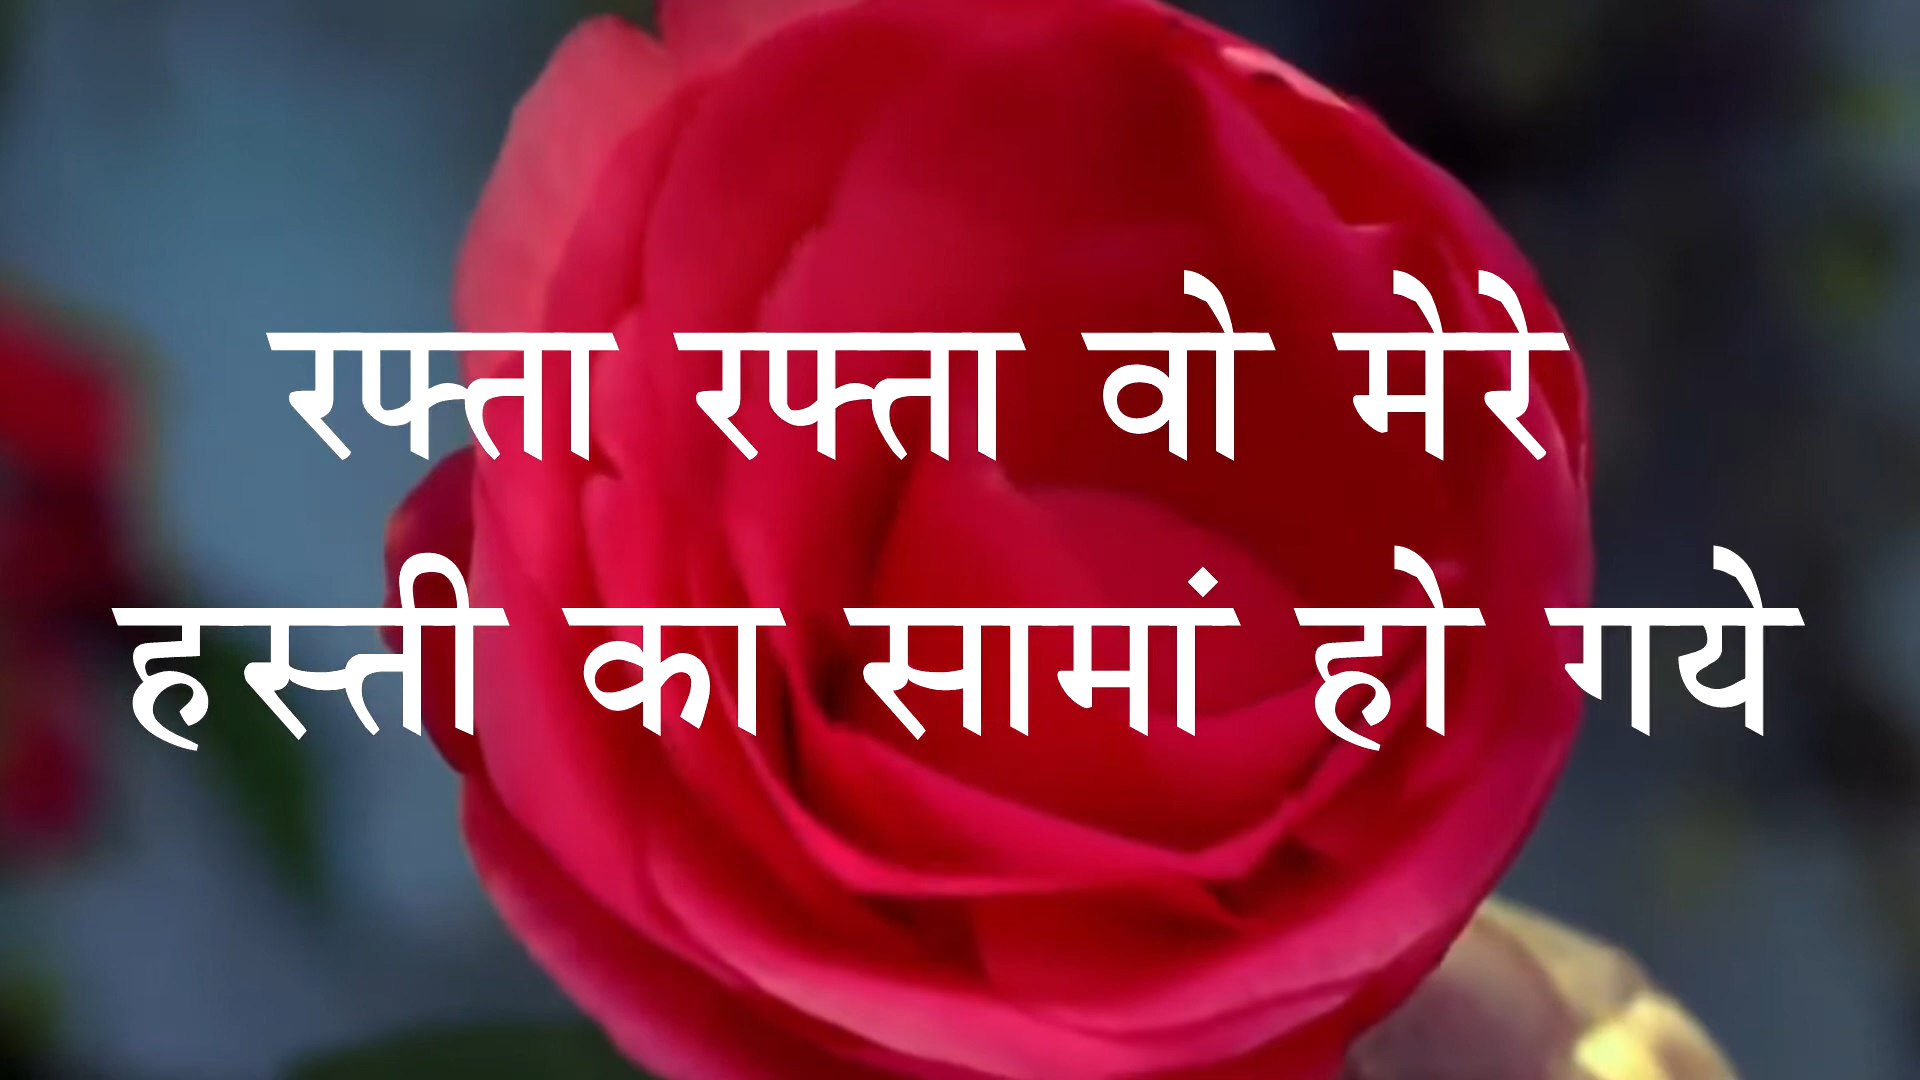 रफ्ता रफ्ता वो मेरे
हस्ती का सामां हो गये